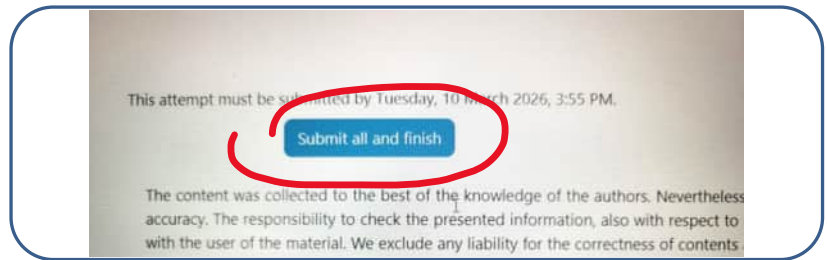 This attempt must be submitted by Tuesday, 10 March 2026, 3:55 PM.
Submit all and finish
The content was collected to the best of the knowledge of the authors. Nevertheless
accuracy. The responsibility to check the presented information, also with respect to
with the user of the material. We exclude any liability for the correctness of contents